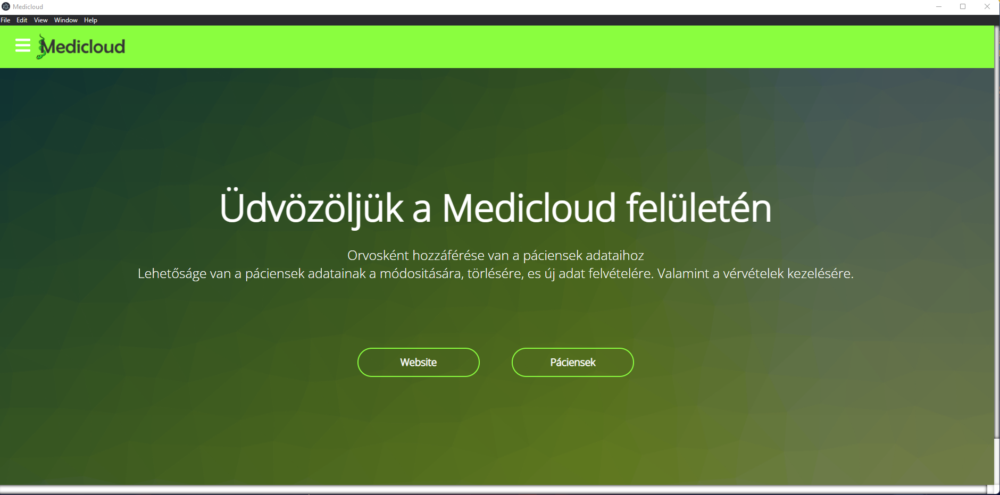 Medicloud
File Edit View Window Help
Medicloud
Üdvözöljük a Medicloud felületén
Orvosként hozzáférése van a páciensek adataihoz
Lehetőságe van a páciensek adatainak a módositására, törlésére, es új adat felvételére. Valamint a vérvételek kezelésére.
Website Páciensek